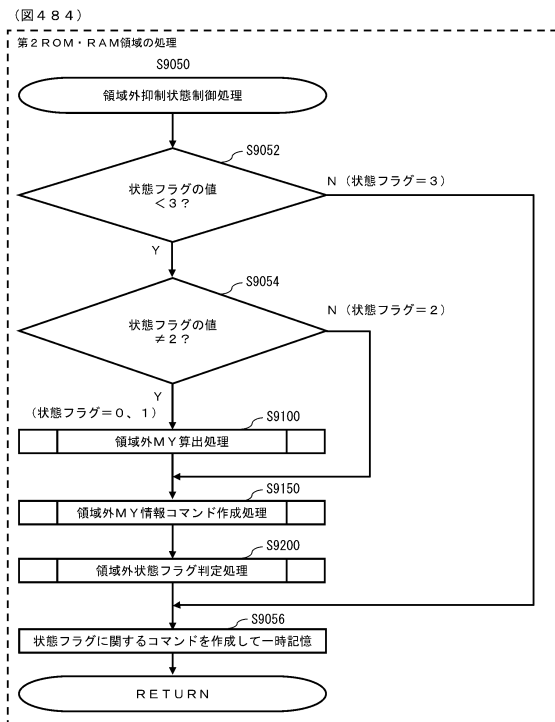 （図４８４）
第２ＲＯＭ・ＲＡＭ領域の処理
S9050
領域外抑制状態制御処理
S9052
状態フラグの値
＜３？
Ｎ（状態フラグ＝３）
Ｙ
S9054
状態フラグの値
≠２？
Ｎ（状態フラグ＝２）
Ｙ
（状態フラグ＝０、１）
S9100
領域外ＭＹ算出処理
S9150
領域外ＭＹ情報コマンド作成処理
S9200
領域外状態フラグ判定処理
S9056
状態フラグに関するコマンドを作成して一時記憶
ＲＥＴＵＲＮ